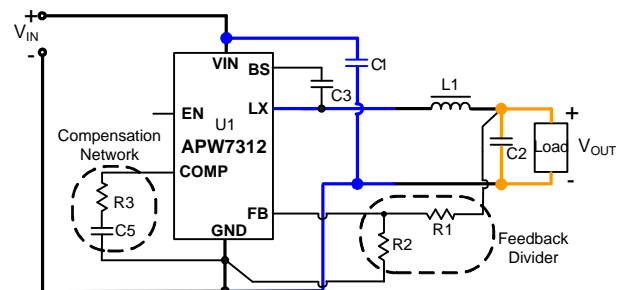 +
VIN
-
VIN
BS
C1
C3
L1
EN
LX
U1
APW7312
C2
Load
+
VOUT
-
Compensation
Network
COMP
R3
C5
FB
GND
R1
R2
Feedback
Divider